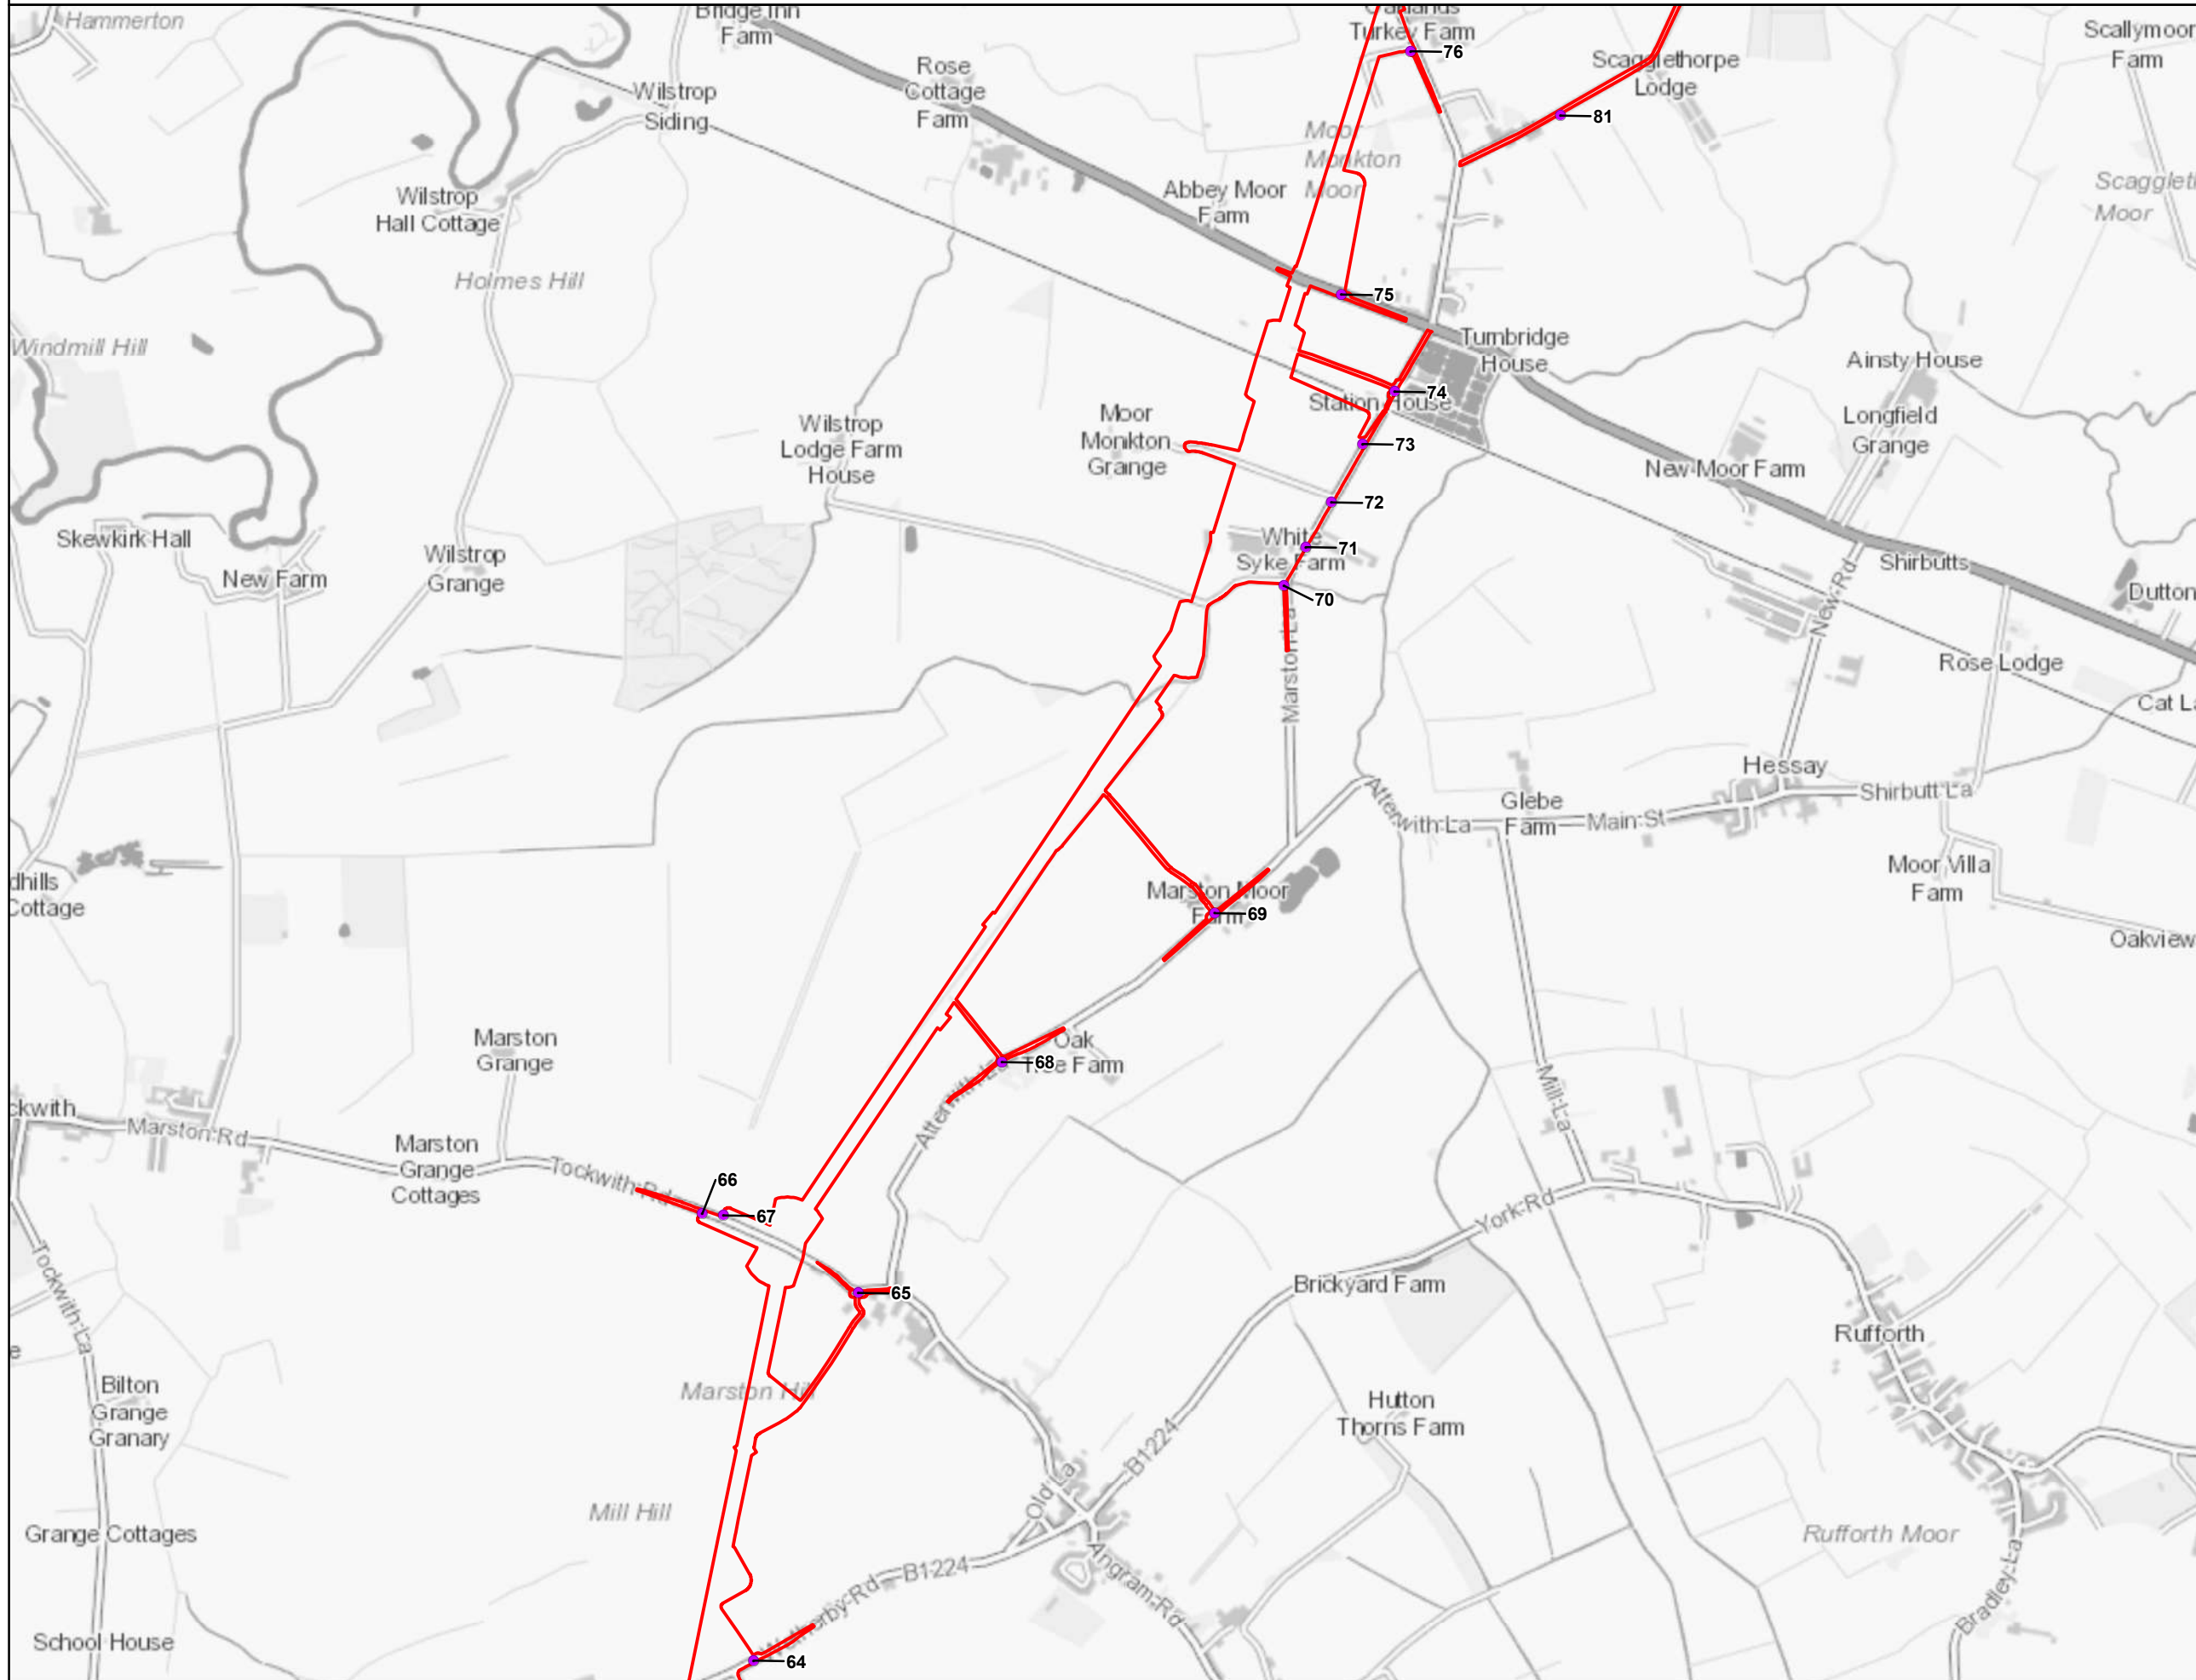 Hammerton
Bridge Inn
Farm
Oaklands
Turkey Farm
76
Scagglethorpe
Lodge
Scallymoor
Farm
Rose
Cottage
Farm
Wilstrop
Siding
81
Moor
Monkton
Moor
Wilstrop
Hall Cottage
Abbey Moor
Farm
Moor
Holmes Hill
75
Windmill Hill
Turnbridge
House
Ainsty House
74
Station House
Moor
Monkton
Grange
Wilstrop
Lodge Farm
House
Longfield
Grange
73
New Moor Farm
72
Skewkirk Hall
New Farm
Wilstrop
Grange
White
Syke Farm
71
Shirbutts
70
Dutton
New Rd
Marston La
Rose Lodge
Cat La
Hessay
Shirbutt La
Atterwith La
Glebe
Farm
Main St
Moor Villa
Farm
dhills
Cottage
Marston Moor
Farm
69
Oakview
Marston
Grange
Oak
Tree Farm
68
Atterwith La
Mill La
ckwith
Marston Rd
Marston
Grange
Cottages
Tockwith Rd
66
67
York Rd
65
Brickyard Farm
Tockwith La
Rufforth
e
Bilton
Grange
Granary
Marston Hill
Hutton
Thorns Farm
B1224
Old La
Mill Hill
Grange Cottages
Rufforth Moor
B1224
Angram Rd
Wetherby Rd
Bradley La
School House
64